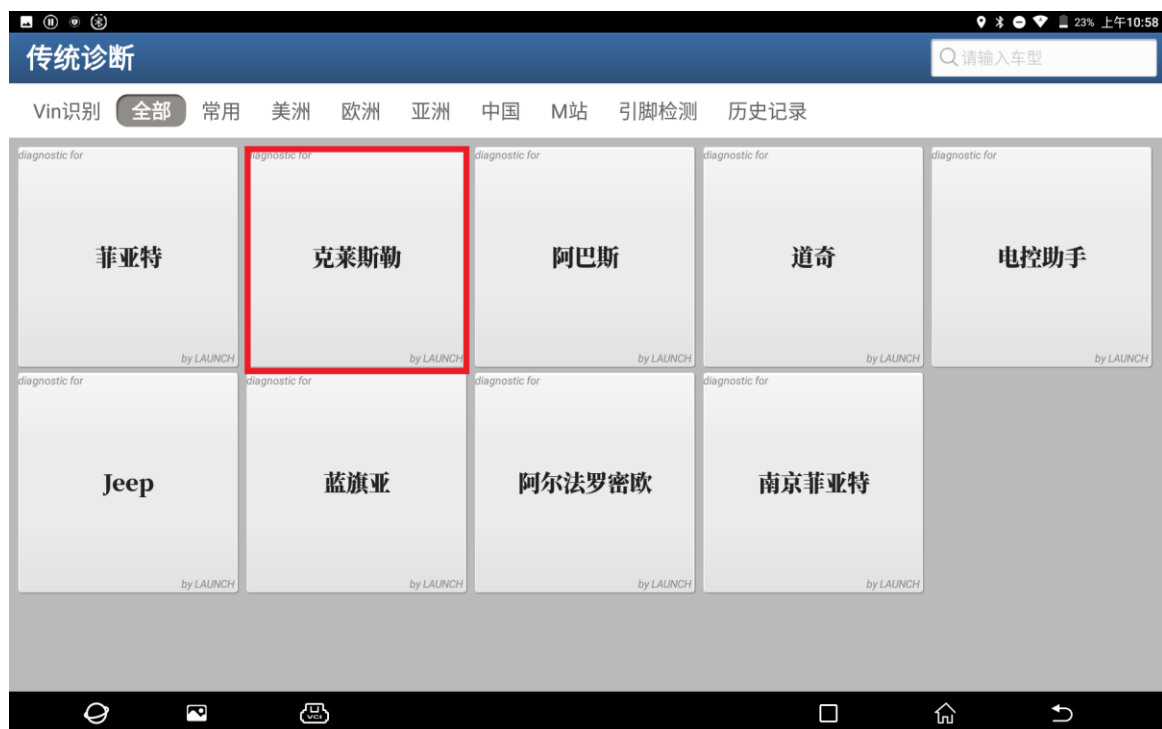 23% 上午10:58
传统诊断
请输入车型
Vin识别 全部 常用 美洲 欧洲 亚洲 中国 M站 引脚检测 历史记录
diagnostic for
菲亚特
by LAUNCH
diagnostic for
克莱斯勒
by LAUNCH
diagnostic for
阿巴斯
by LAUNCH
diagnostic for
道奇
by LAUNCH
diagnostic for
电控助手
by LAUNCH
diagnostic for
Jeep
by LAUNCH
diagnostic for
蓝旗亚
by LAUNCH
diagnostic for
阿尔法罗密欧
by LAUNCH
diagnostic for
南京菲亚特
by LAUNCH
VCI